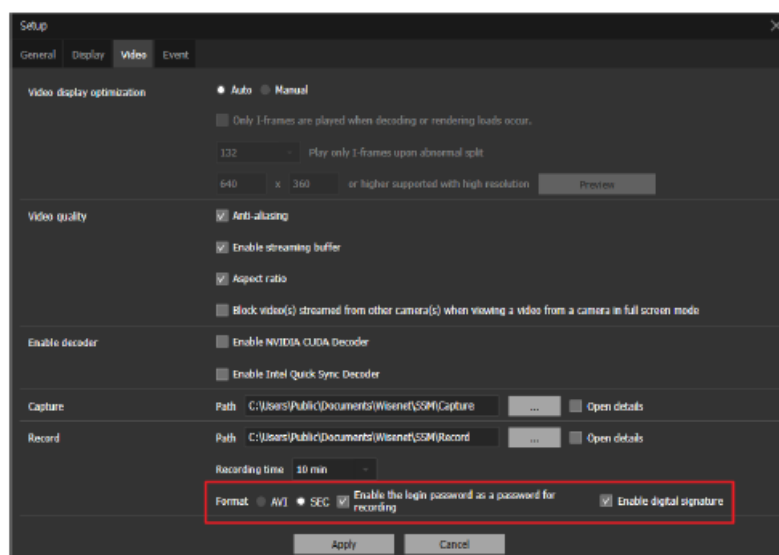 Setup
General Display Video Event
Video display optimization Auto Manual
Only I-frames are played when decoding or rendering loads occur.
132 Play only I-frames upon abnormal split
640 x 360 or higher supported with high resolution Preview
Video quality Anti-aliasing
Enable streaming buffer
Aspect ratio
Block video(s) streamed from other camera(s) when viewing a video from a camera in full screen mode
Enable decoder Enable NVIDIA CUDA Decoder
Enable Intel Quick Sync Decoder
Capture Path C:\Users\Public\Documents\Wisenet\SSM\Capture ... Open details
Record Path C:\Users\Public\Documents\Wisenet\SSM\Record ... Open details
Recording time 10 min
Format AVI SEC Enable the login password as a password for
recording Enable digital signature
Apply Cancel